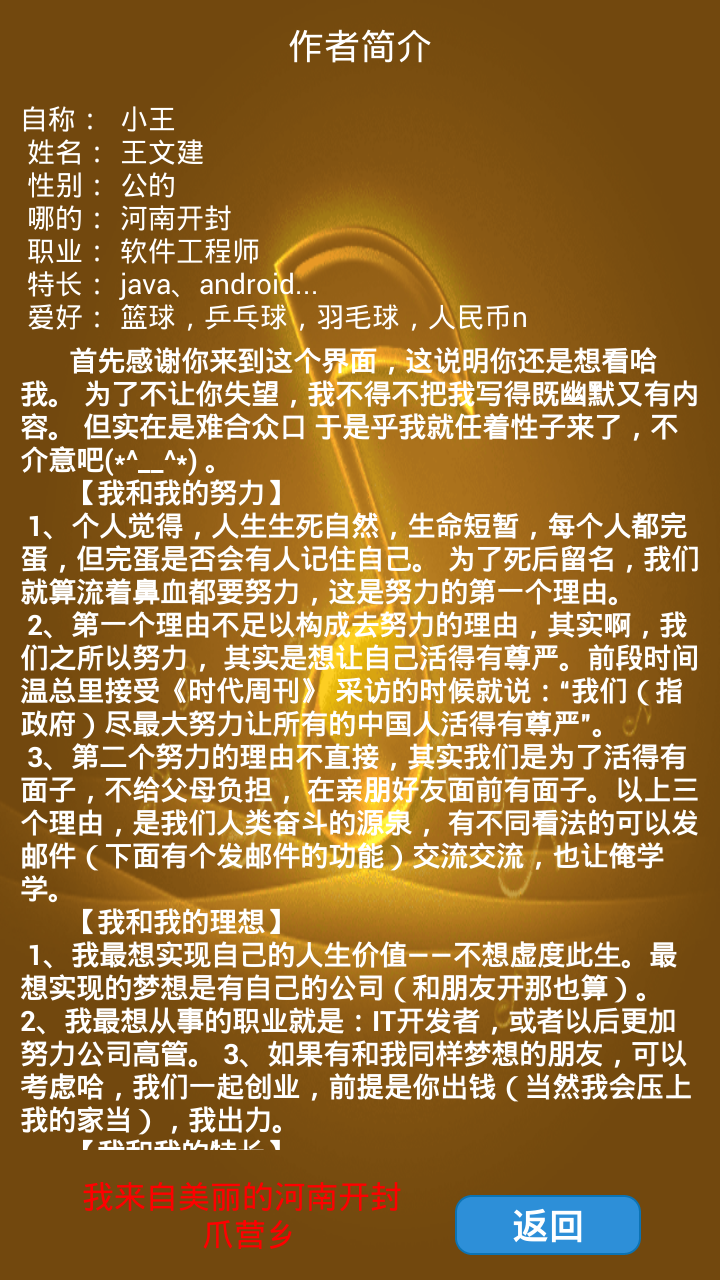 作者简介
自称： 小王
姓名： 王文建
性别： 公的
哪的： 河南开封
职业： 软件工程师
特长： java、android...
爱好： 篮球，乒乓球，羽毛球，人民币n
首先感谢你来到这个界面，这说明你还是想看哈
我。 为了不让你失望，我不得不把我写得既幽默又有内
容。 但实在是难合众口 于是乎我就任着性子来了，不
介意吧(*^__^*) 。
【我和我的努力】
1、个人觉得，人生生死自然，生命短暂，每个人都完
蛋，但完蛋是否会有人记住自己。 为了死后留名，我们
就算流着鼻血都要努力，这是努力的第一个理由。
2、第一个理由不足以构成去努力的理由，其实啊，我
们之所以努力， 其实是想让自己活得有尊严。前段时间
温总里接受《时代周刊》 采访的时候就说：“我们（指
政府）尽最大努力让所有的中国人活得有尊严”。
3、第二个努力的理由不直接，其实我们是为了活得有
面子，不给父母负担， 在亲朋好友面前有面子。以上三
个理由，是我们人类奋斗的源泉， 有不同看法的可以发
邮件（下面有个发邮件的功能）交流交流，也让俺学
学。
【我和我的理想】
1、我最想实现自己的人生价值——不想虚度此生。最
想实现的梦想是有自己的公司（和朋友开那也算）。
2、我最想从事的职业就是：IT开发者，或者以后更加
努力公司高管。 3、如果有和我同样梦想的朋友，可以
考虑哈，我们一起创业，前提是你出钱（当然我会压上
我的家当），我出力。
【我和我的特长】
我来自美丽的河南开封
爪营乡
返回